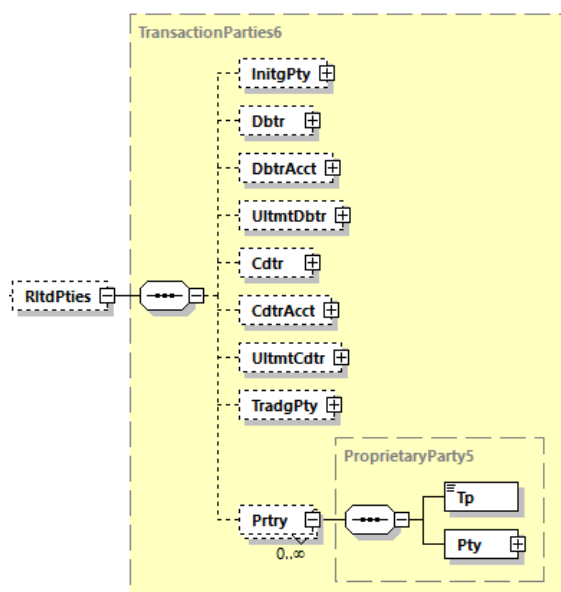 TransactionParties6
InitgPty
Dbtr
DbtrAcct
UltmtDbtr
Cdtr
RltdPties
CdtrAcct
UltmtCdtr
TradgPty
ProprietaryParty5
Tp
Prtry
Pty
0..∞